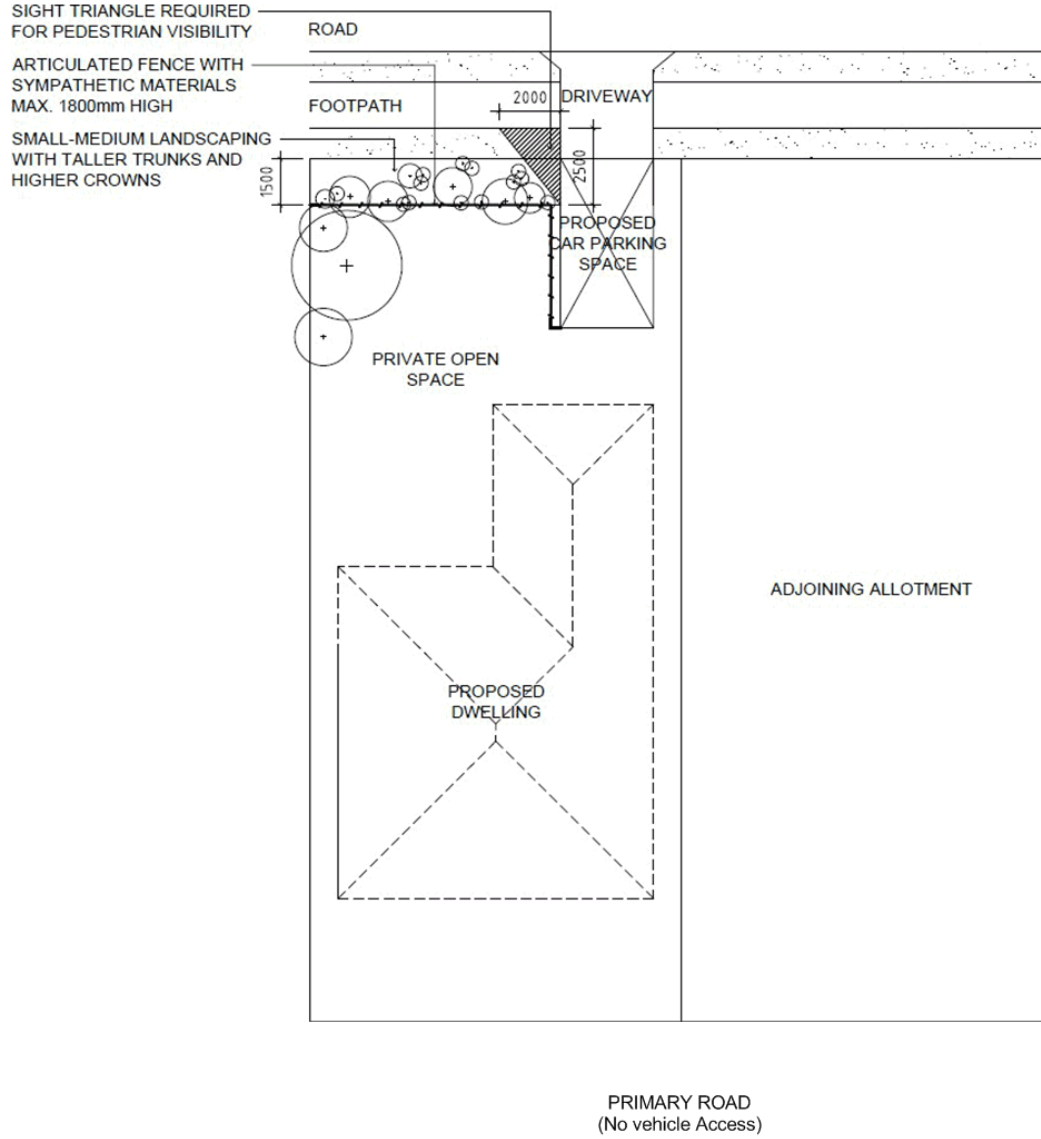 SIGHT TRIANGLE REQUIRED
FOR PEDESTRIAN VISIBILITY
ROAD
ARTICULATED FENCE WITH
SYMPATHETIC MATERIALS
MAX. 1800mm HIGH
FOOTPATH
2000
DRIVEWAY
SMALL-MEDIUM LANDSCAPING
WITH TALLER TRUNKS AND
HIGHER CROWNS
1500
2500
PROPOSED
CAR PARKING
SPACE
PRIVATE OPEN
SPACE
ADJOINING ALLOTMENT
PROPOSED
DWELLING
PRIMARY ROAD
(No vehicle Access)